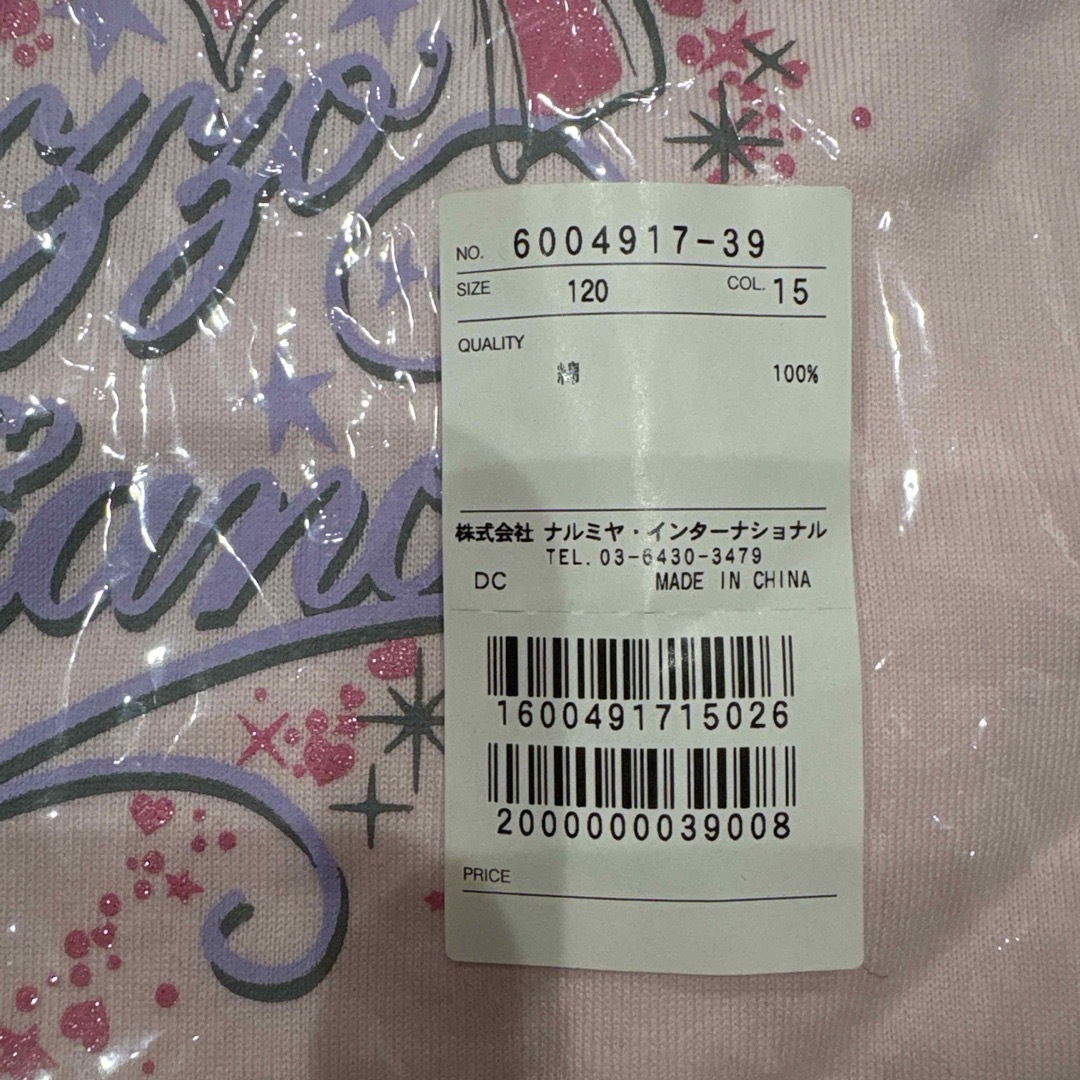 zzo
iano
NO. 6004917-39
SIZE 120 COL. 15
QUALITY
綿 100%
株式会社 ナルミヤ・インターナショナル
TEL. 03-6430-3479
DC MADE IN CHINA
1600491715026
2000000039008
PRICE